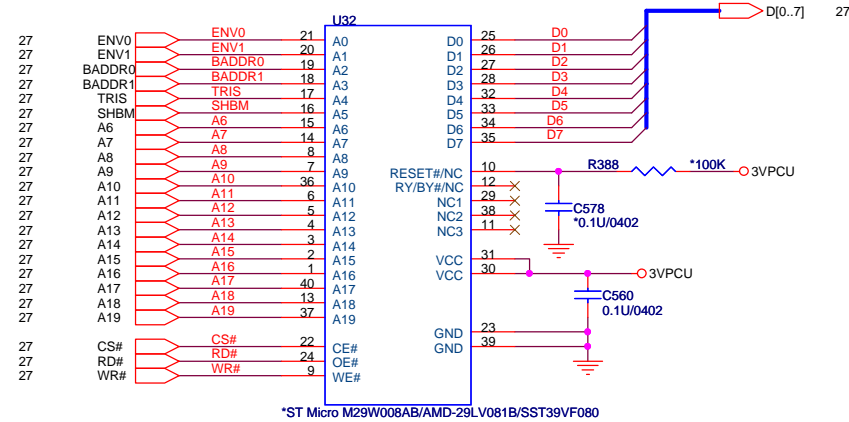 U32
D[0..7] 27
27 ENV0 ENV0 21 A0 D0 25 D0
27 ENV1 ENV1 20 A1 D1 26 D1
27 BADDR0 BADDR0 19 A2 D2 27 D2
27 BADDR1 BADDR1 18 A3 D3 28 D3
27 TRIS TRIS 17 A4 D4 32 D4
27 SHBM SHBM 16 A5 D5 33 D5
27 A6 A6 15 A6 D6 34 D6
27 A7 A7 14 A7 D7 35 D7
27 A8 A8 8 A8
27 A9 A9 7 A9 RESET#/NC 10 R388 *100K 3VPCU
27 A10 A10 36 A10 RY/BY#/NC 12
27 A11 A11 6 A11 NC1 29
27 A12 A12 5 A12 NC2 38 C578
27 A13 A13 4 A13 NC3 11 *0.1U/0402
27 A14 A14 3 A14
27 A15 A15 2 A15 VCC 31
27 A16 A16 1 A16 VCC 30 3VPCU
27 A17 A17 40 A17
27 A18 A18 13 A18 C560
27 A19 A19 37 A19 0.1U/0402
GND 23
27 CS# CS# 22 CE# GND 39
27 RD# RD# 24 OE#
27 WR# WR# 9 WE#
*ST Micro M29W008AB/AMD-29LV081B/SST39VF080